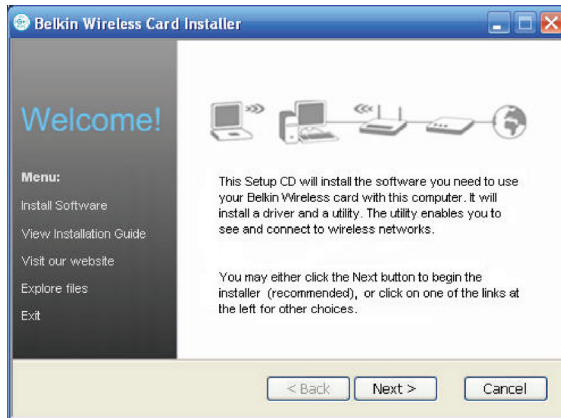 Belkin Wireless Card Installer
Welcome!
Menu:
Install Software
View Installation Guide
Visit our website
Explore files
Exit
This Setup CD will install the software you need to use
your Belkin Wireless card with this computer. It will
install a driver and a utility. The utility enables you to
see and connect to wireless networks.
You may either click the Next button to begin the
installer (recommended), or click on one of the links at
the left for other choices.
< Back
Next >
Cancel